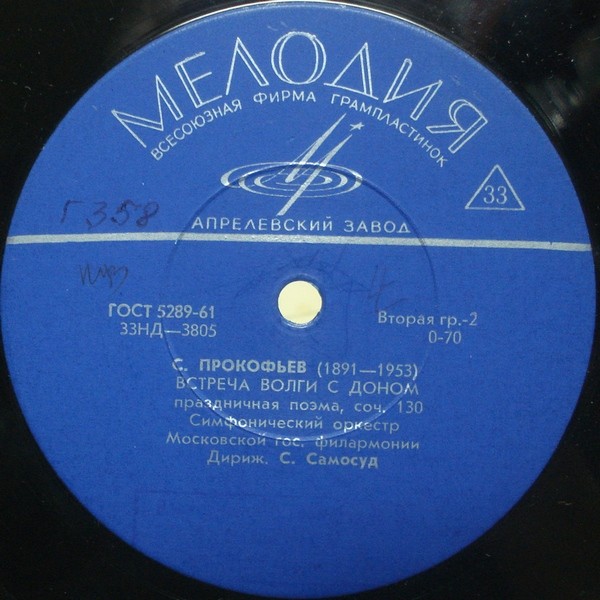 МЕЛОДИЯ
ВСЕСОЮЗНАЯ ФИРМА ГРАМПЛАСТИНОК
33
АПРЕЛЕВСКИЙ ЗАВОД
Г358
ГОСТ 5289-61
33НД—3805
Вторая гр.-2
0-70
С. ПРОКОФЬЕВ (1891—1953)
ВСТРЕЧА ВОЛГИ С ДОНОМ
праздничная поэма, соч. 130
Симфонический оркестр
Московской гос. филармонии
Дириж. С. Самосуд